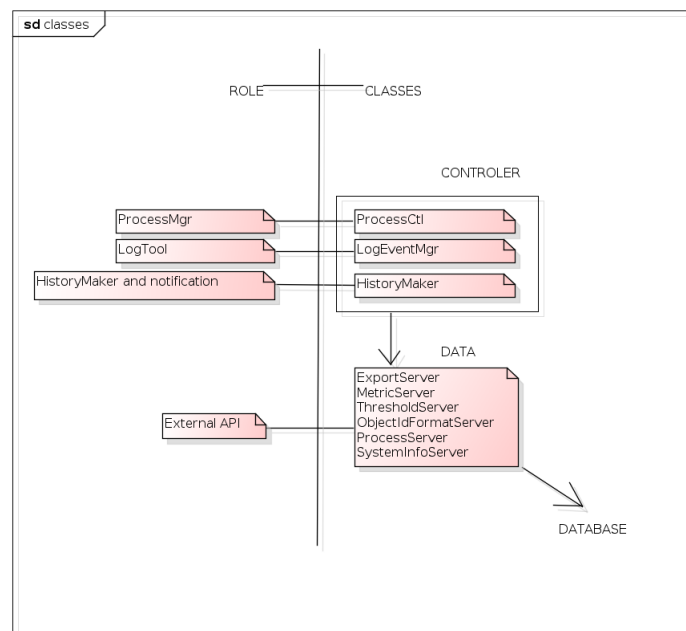 sd classes
ROLE
CLASSES
CONTROLER
ProcessMgr
ProcessCtl
LogTool
LogEventMgr
HistoryMaker and notification
HistoryMaker
DATA
ExportServer
MetricServer
ThresholdServer
ObjectIdFormatServer
ProcessServer
SystemInfoServer
External API
DATABASE